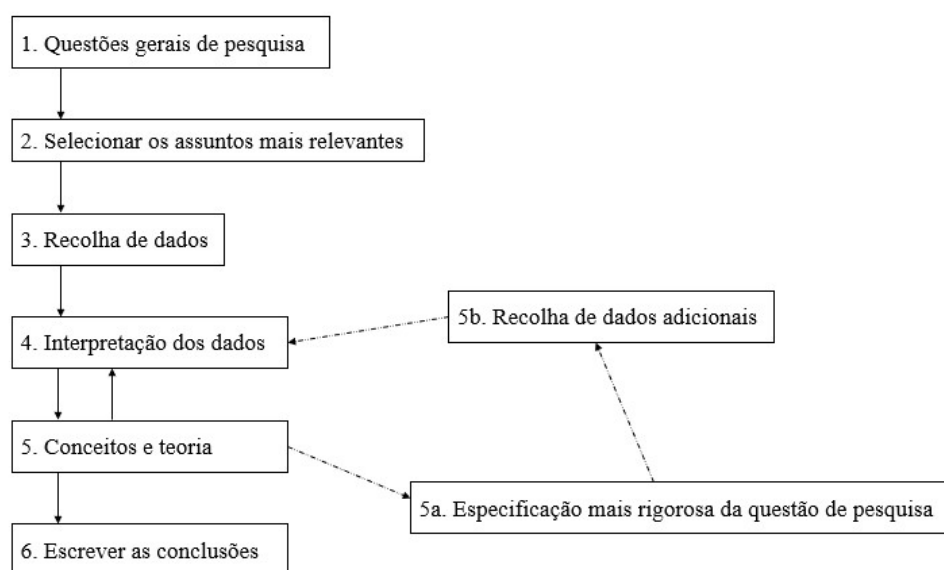 1. Questões gerais de pesquisa
2. Selecionar os assuntos mais relevantes
3. Recolha de dados
4. Interpretação dos dados
5b. Recolha de dados adicionais
5. Conceitos e teoria
5a. Especificação mais rigorosa da questão de pesquisa
6. Escrever as conclusões